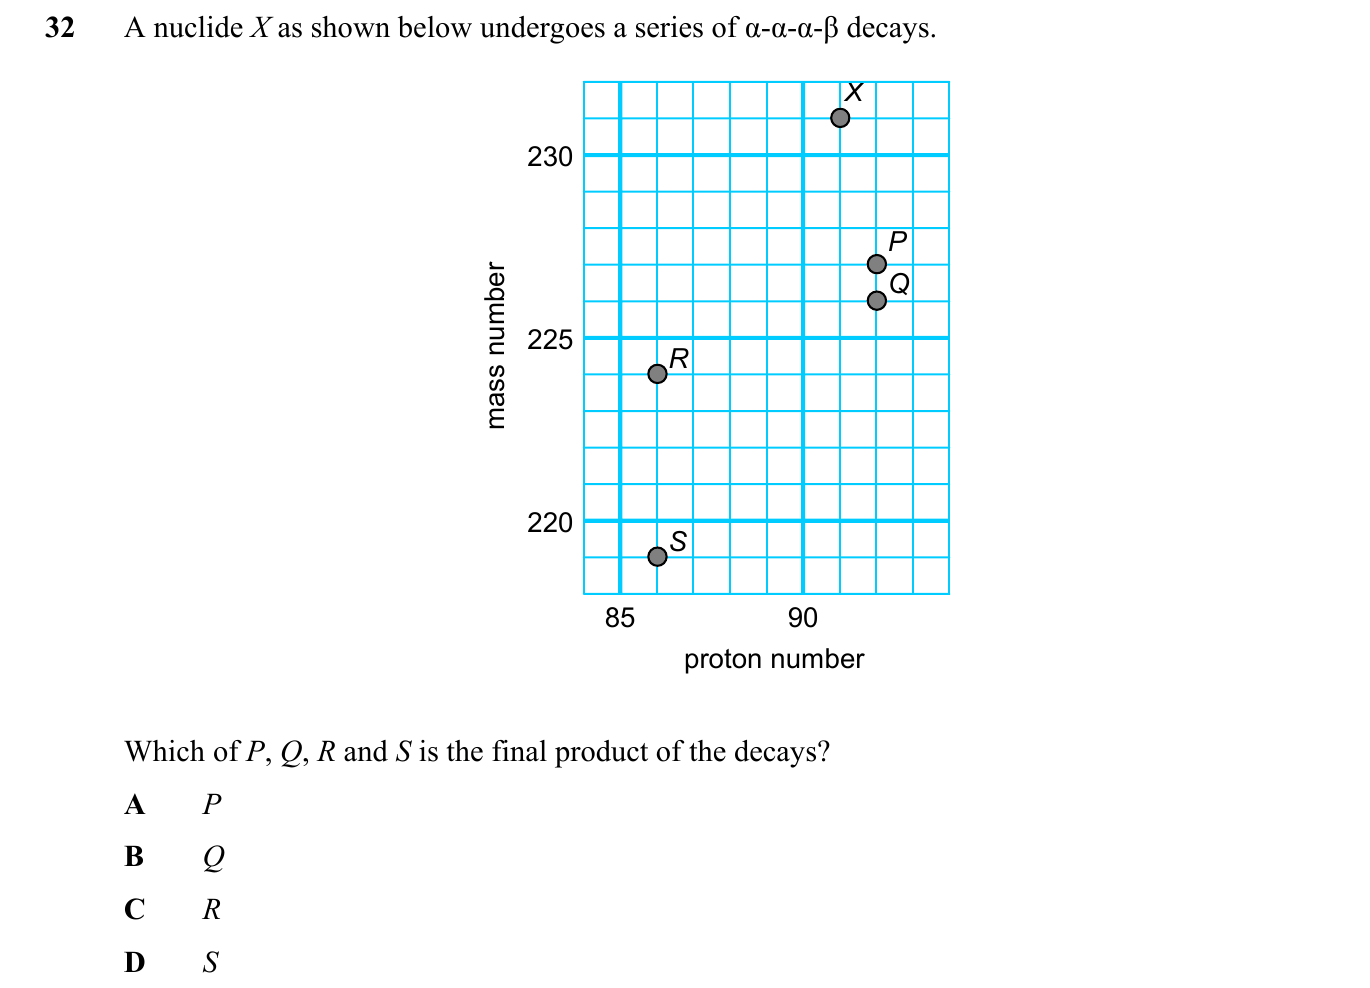 32 A nuclide X as shown below undergoes a series of α-α-α-β decays.
X
230
P
Q
mass number
225
R
220
S
85 90
proton number
Which of P, Q, R and S is the final product of the decays?
A P
B Q
C R
D S